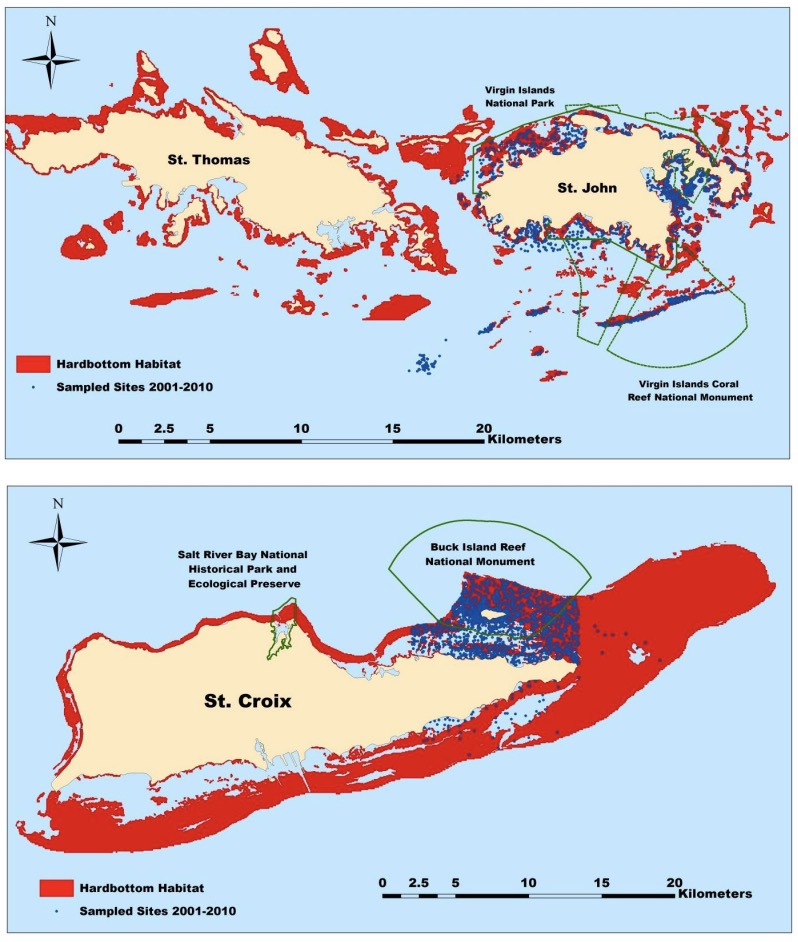 N
Virgin Islands
National Park
St. Thomas
St. John
Hardbottom Habitat
Sampled Sites 2001-2010
Virgin Islands Coral
Reef National Monument
0 2.5 5 10 15 20
Kilometers
N
Salt River Bay National
Historical Park and
Ecological Preserve
Buck Island Reef
National Monument
St. Croix
Hardbottom Habitat
Sampled Sites 2001-2010
0 2.5 5 10 15 20
Kilometers